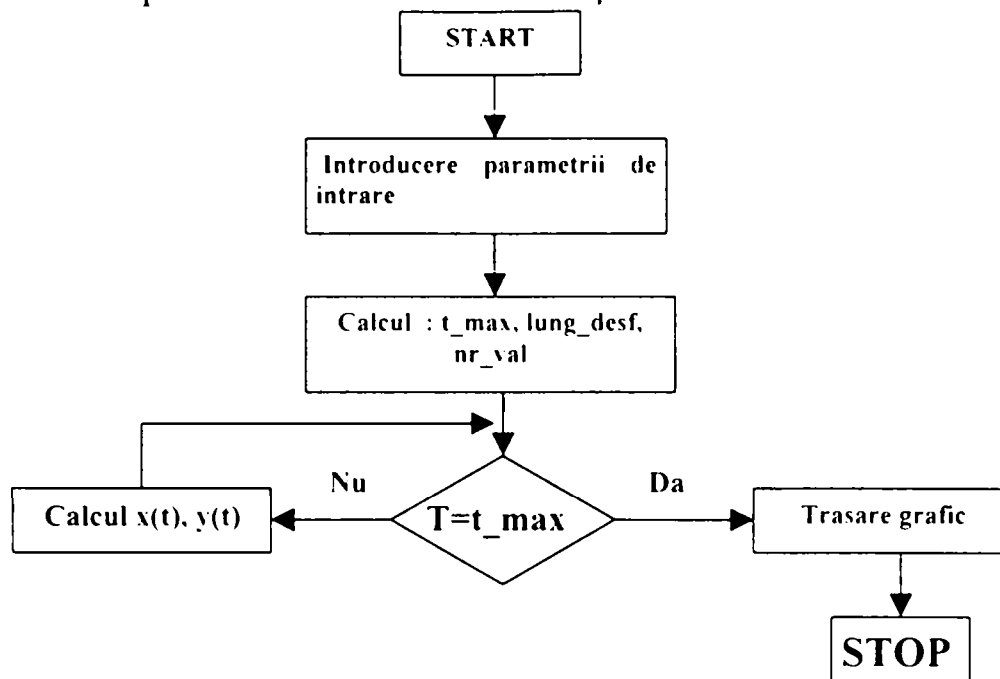 START
Introducere parametrii de
intrare
Calcul : t_max, lung_desf,
nr_val
Nu
Da
Calcul x(t), y(t)
T=t_max
Trasare grafic
STOP